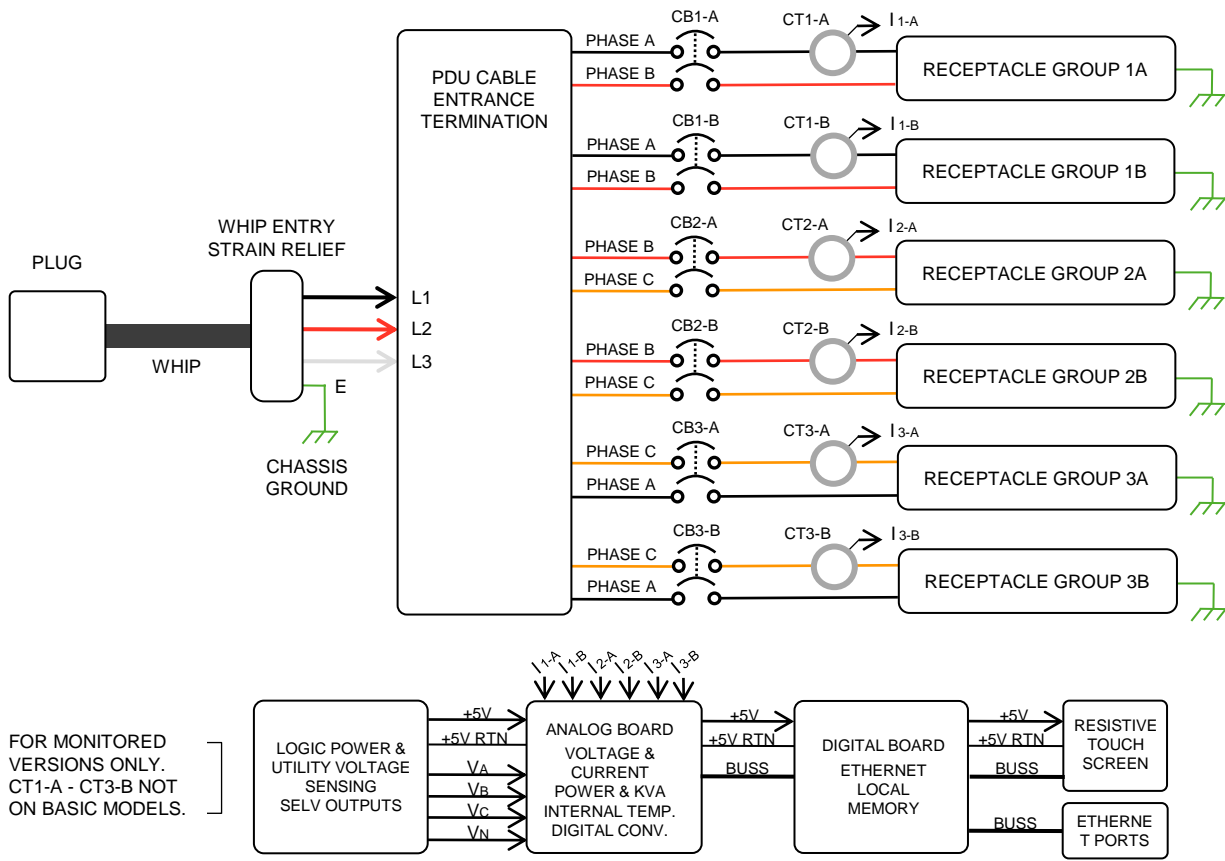 CB1-A
CT1-A
I 1-A
PHASE A
PHASE B
RECEPTACLE GROUP 1A
PDU CABLE
ENTRANCE
TERMINATION
CB1-B
CT1-B
I 1-B
PHASE A
PHASE B
RECEPTACLE GROUP 1B
CB2-A
CT2-A
I 2-A
PHASE B
PHASE C
RECEPTACLE GROUP 2A
WHIP ENTRY
STRAIN RELIEF
PLUG
WHIP
L1
L2
L3
E
CHASSIS
GROUND
CB2-B
CT2-B
I 2-B
PHASE B
PHASE C
RECEPTACLE GROUP 2B
CB3-A
CT3-A
I 3-A
PHASE C
PHASE A
RECEPTACLE GROUP 3A
CB3-B
CT3-B
I 3-B
PHASE C
PHASE A
RECEPTACLE GROUP 3B
FOR MONITORED
VERSIONS ONLY.
CT1-A - CT3-B NOT
ON BASIC MODELS.
LOGIC POWER &
UTILITY VOLTAGE
SENSING
SELV OUTPUTS
+5V
+5V RTN
VA
VB
VC
VN
I 1-A
I 1-B
I 2-A
I 2-B
I 3-A
I 3-B
ANALOG BOARD
VOLTAGE &
CURRENT
POWER & KVA
INTERNAL TEMP.
DIGITAL CONV.
+5V
+5V RTN
BUSS
DIGITAL BOARD
ETHERNET
LOCAL
MEMORY
+5V
+5V RTN
BUSS
BUSS
RESISTIVE
TOUCH
SCREEN
ETHERNE
T PORTS